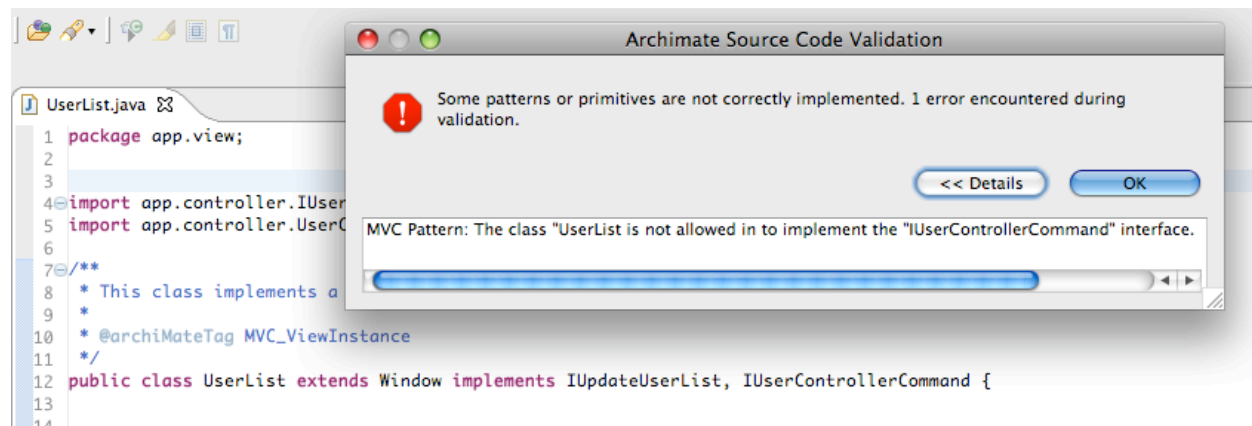 Archimate Source Code Validation
Some patterns or primitives are not correctly implemented. 1 error encountered during
validation.
<< Details
OK
MVC Pattern: The class "UserList is not allowed in to implement the "IUserControllerCommand" interface.
UserList.java
1 package app.view;
2
3
4 import app.controller.IUser
5 import app.controller.UserC
6
7 /**
8 * This class implements a
9 *
10 * @archiMateTag MVC_ViewInstance
11 */
12 public class UserList extends Window implements IUpdateUserList, IUserControllerCommand {
13
14